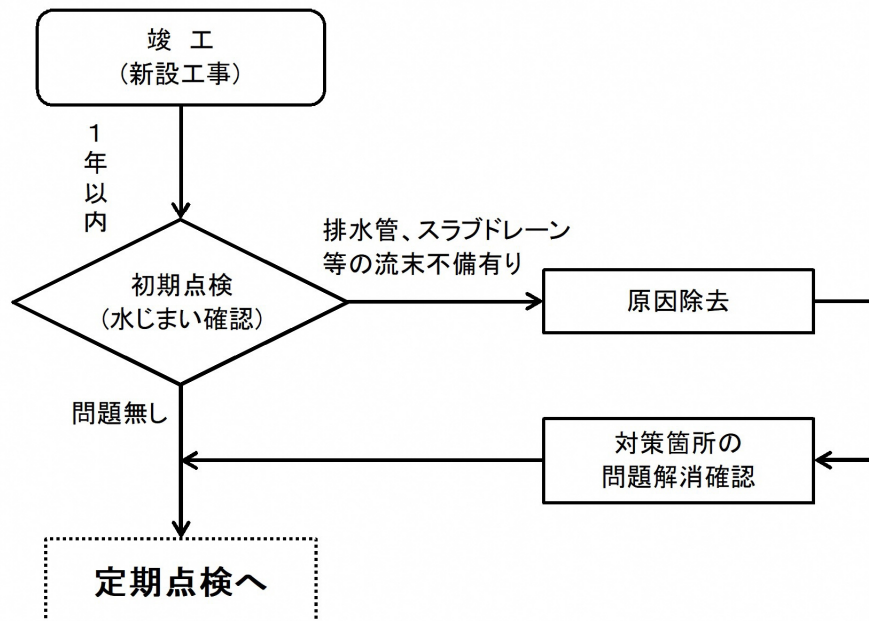 竣 工
(新設工事)
1年以内
排水管、スラブドレーン
等の流末不備有り
初期点検
(水じまい確認)
原因除去
問題無し
対策箇所の
問題解消確認
定期点検へ